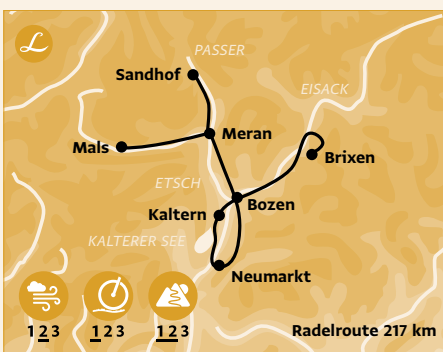 L
PASSER
Sandhof
EISACK
Meran
Mals
Brixen
ETSCH
Bozen
Kaltern
KALTERER SEE
Neumarkt
1 2 3
1 2 3
1 2 3
Radelroute 217 km